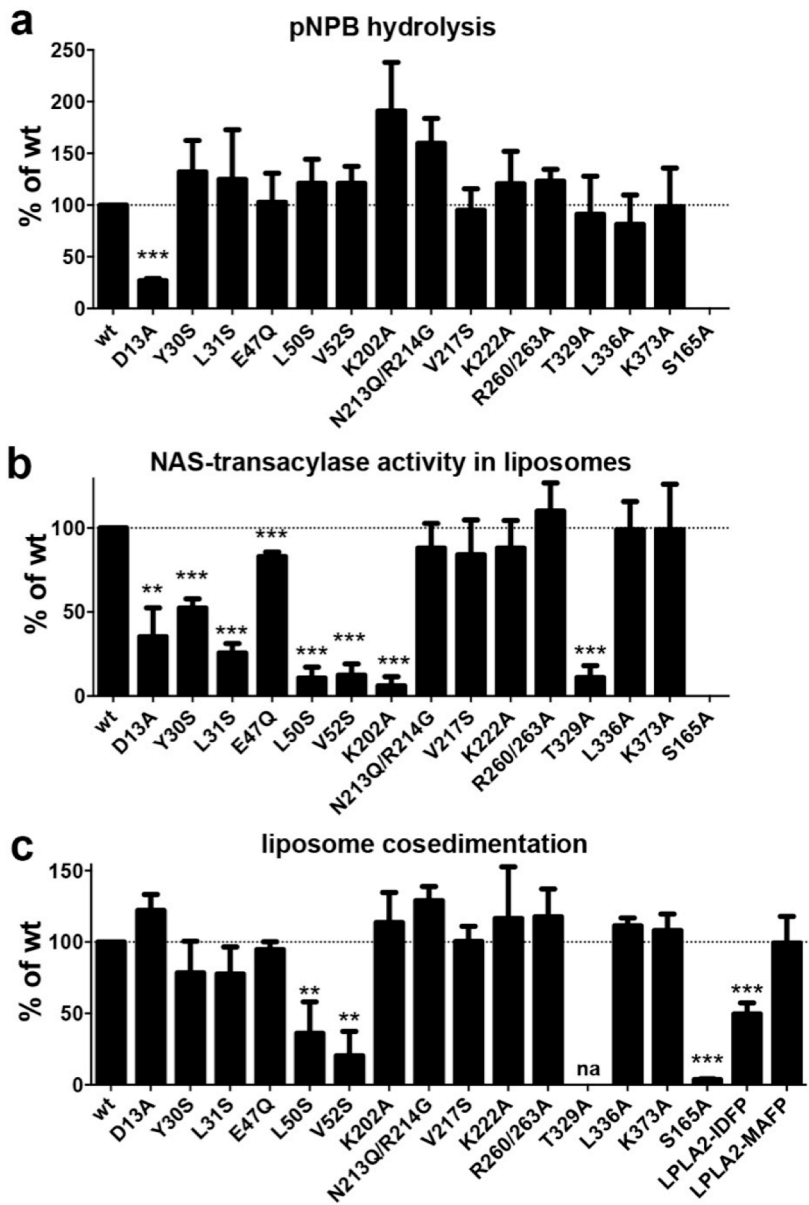 a
pNPB hydrolysis
% of wt
250
200
150
100
50
0
***
wt
D13A
Y30S
L31S
E47Q
L50S
V52S
K202A
N213Q/R214G
V217S
K222A
R260/263A
T329A
L336A
K373A
S165A
b
NAS-transacylase activity in liposomes
% of wt
100
50
0
**
***
***
***
***
***
***
***
wt
D13A
Y30S
L31S
E47Q
L50S
V52S
K202A
N213Q/R214G
V217S
K222A
R260/263A
T329A
L336A
K373A
S165A
c
liposome cosedimentation
% of wt
150
100
50
0
**
**
na
***
***
wt
D13A
Y30S
L31S
E47Q
L50S
V52S
K202A
N213Q/R214G
V217S
K222A
R260/263A
T329A
L336A
K373A
S165A
LPLA2-IDFP
LPLA2-MAFP